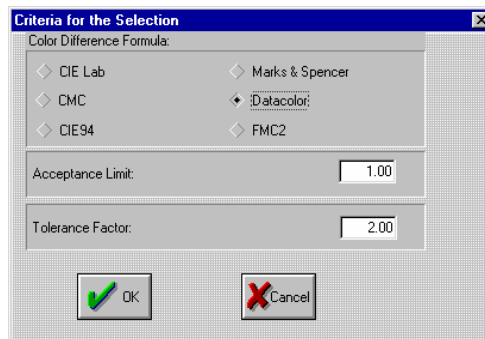 Criteria for the Selection
Color Difference Formula:
CIE Lab
Marks & Spencer
CMC
Datacolor
CIE94
FMC2
Acceptance Limit:
1.00
Tolerance Factor:
2.00
OK
Cancel